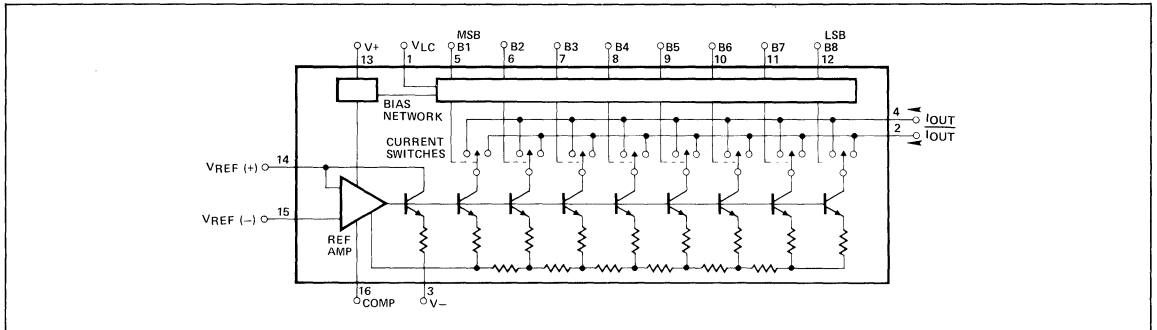 V+ VLC MSB B1 B2 B3 B4 B5 B6 B7 LSB B8
13 1 5 6 7 8 9 10 11 12
BIAS
NETWORK
4 IOUT
2 IOUT
CURRENT
SWITCHES
VREF (+) 14
VREF (−) 15
REF
AMP
16 COMP
3 V−